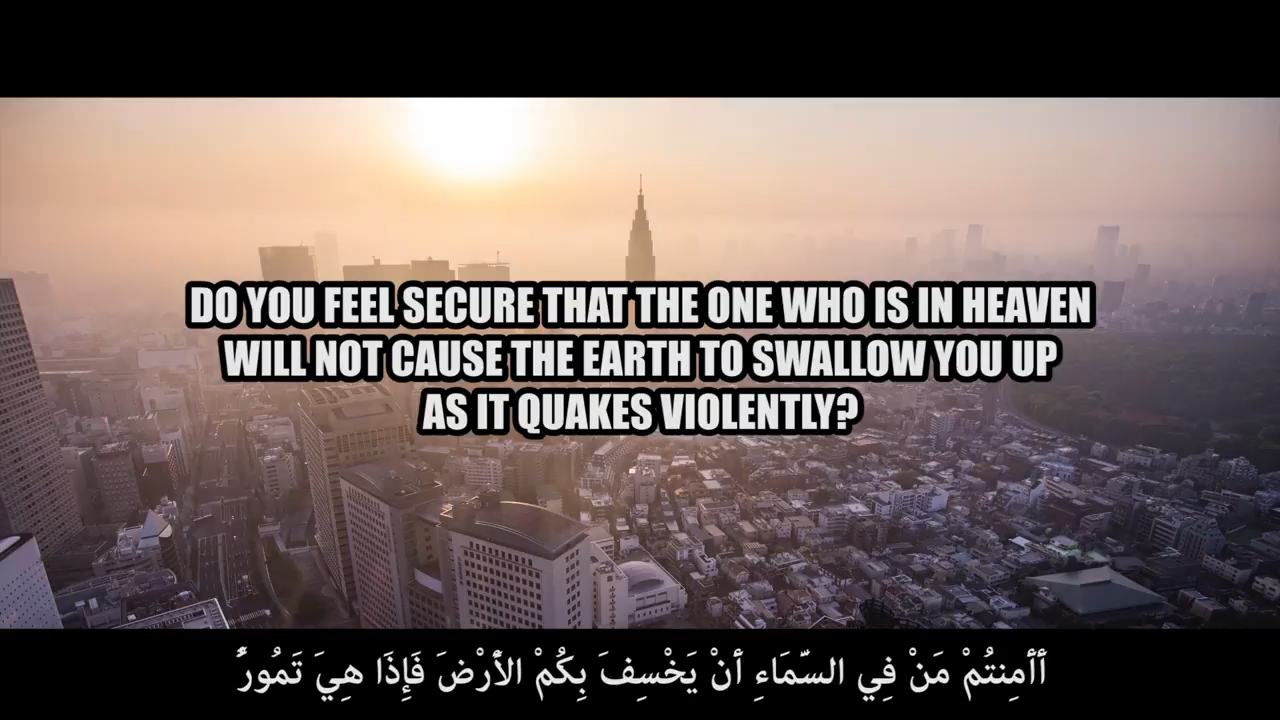 DO YOU FEEL SECURE THAT THE ONE WHO IS IN HEAVEN
WILL NOT CAUSE THE EARTH TO SWALLOW YOU UP
AS IT QUAKES VIOLENTLY?
أَأَمِنتُمْ مَنْ فِي السّمَاءِ أَنْ يَخْسِفَ بِكُمْ الأَرْضَ فَإِذَا هِيَ تَمُورُ